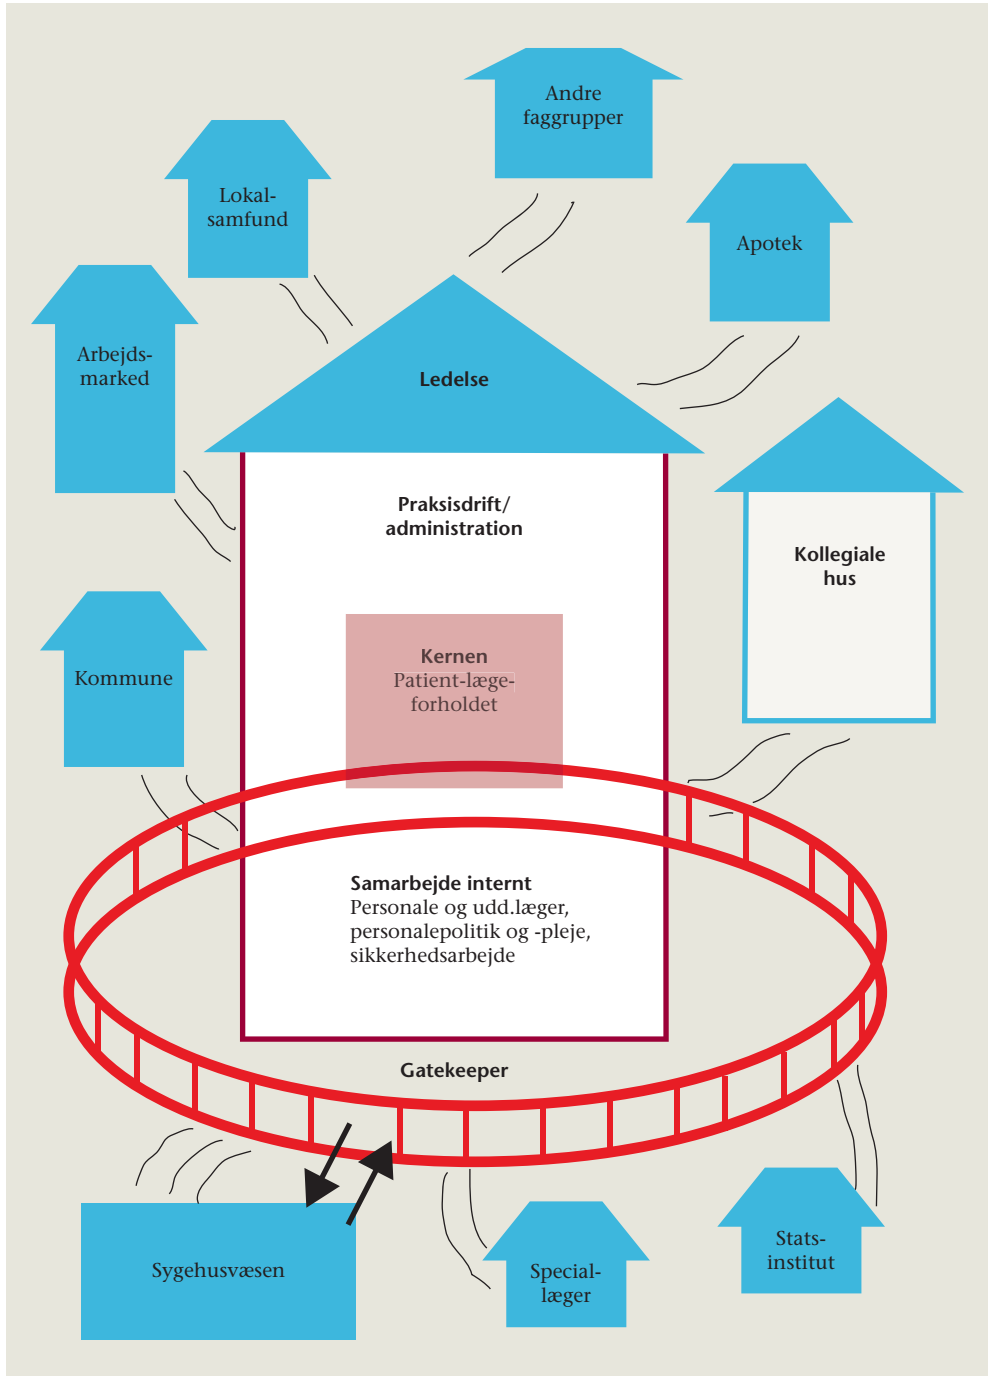 Andre
faggrupper
Lokal-
samfund
Apotek
Arbejds-
marked
Ledelse
Praksisdrift/
administration
Kollegiale
hus
Kernen
Patient-læge-
forholdet
Kommune
Samarbejde internt
Personale og udd.læger,
personalepolitik og -pleje,
sikkerhedsarbejde
Gatekeeper
Sygehusvæsen
Special-
læger
Stats-
institut